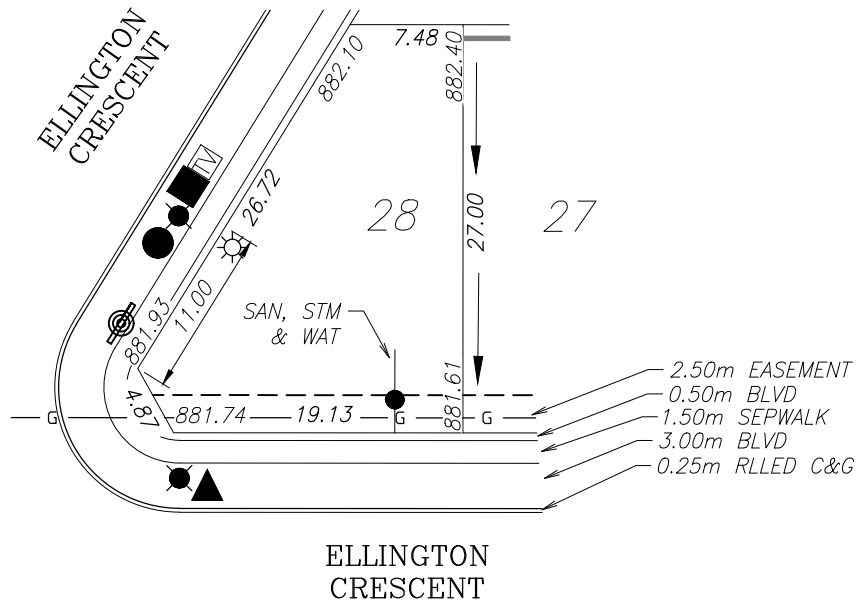 ELLINGTON
CRESCENT
7.48
882.10
882.40
TV
26.72
28
27.00
27
881.93
11.00
SAN, STM
& WAT
2.50m EASEMENT
0.50m BLVD
1.50m SEPWALK
3.00m BLVD
0.25m RLLED C&G
4.87
881.61
G
881.74
19.13
G
G
ELLINGTON
CRESCENT